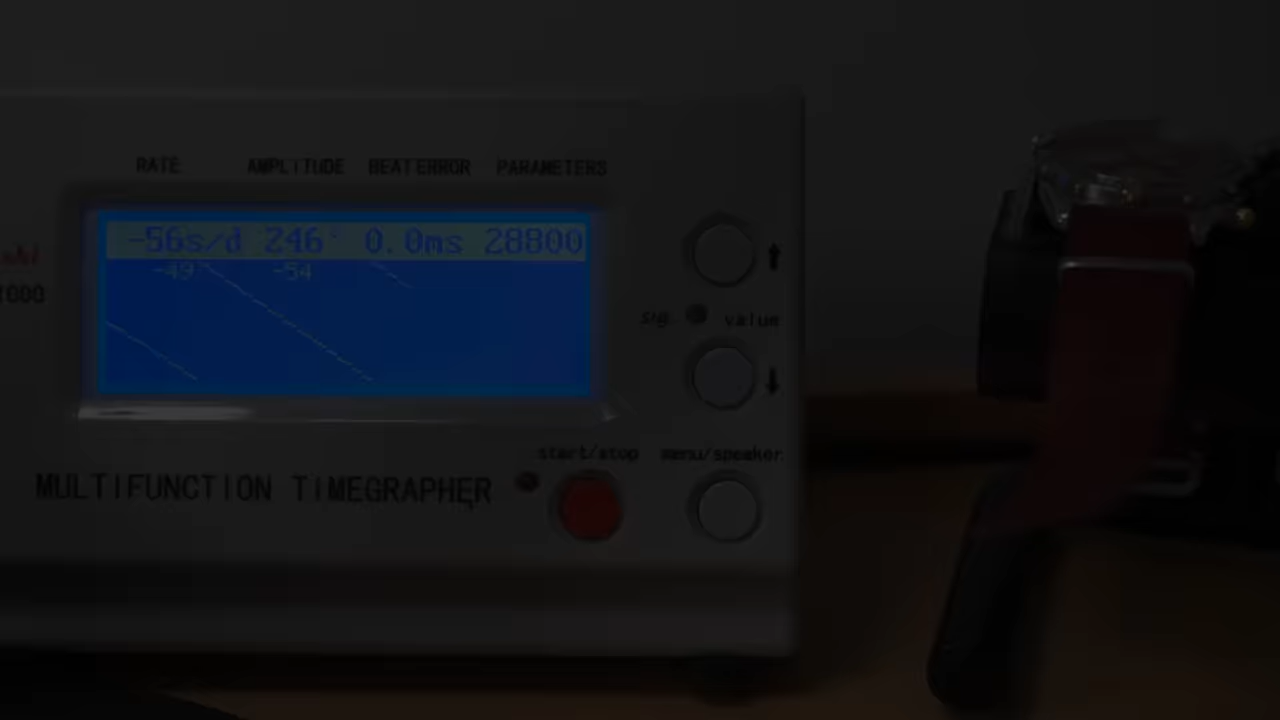 RATE AMPLITUDE BEATERROR PARAMETERS
-56s/d 246° 0.0ms 28800
-49 -54
1000
sig value
start/stop menu/speaker
MULTIFUNCTION TIMEGRAPHER